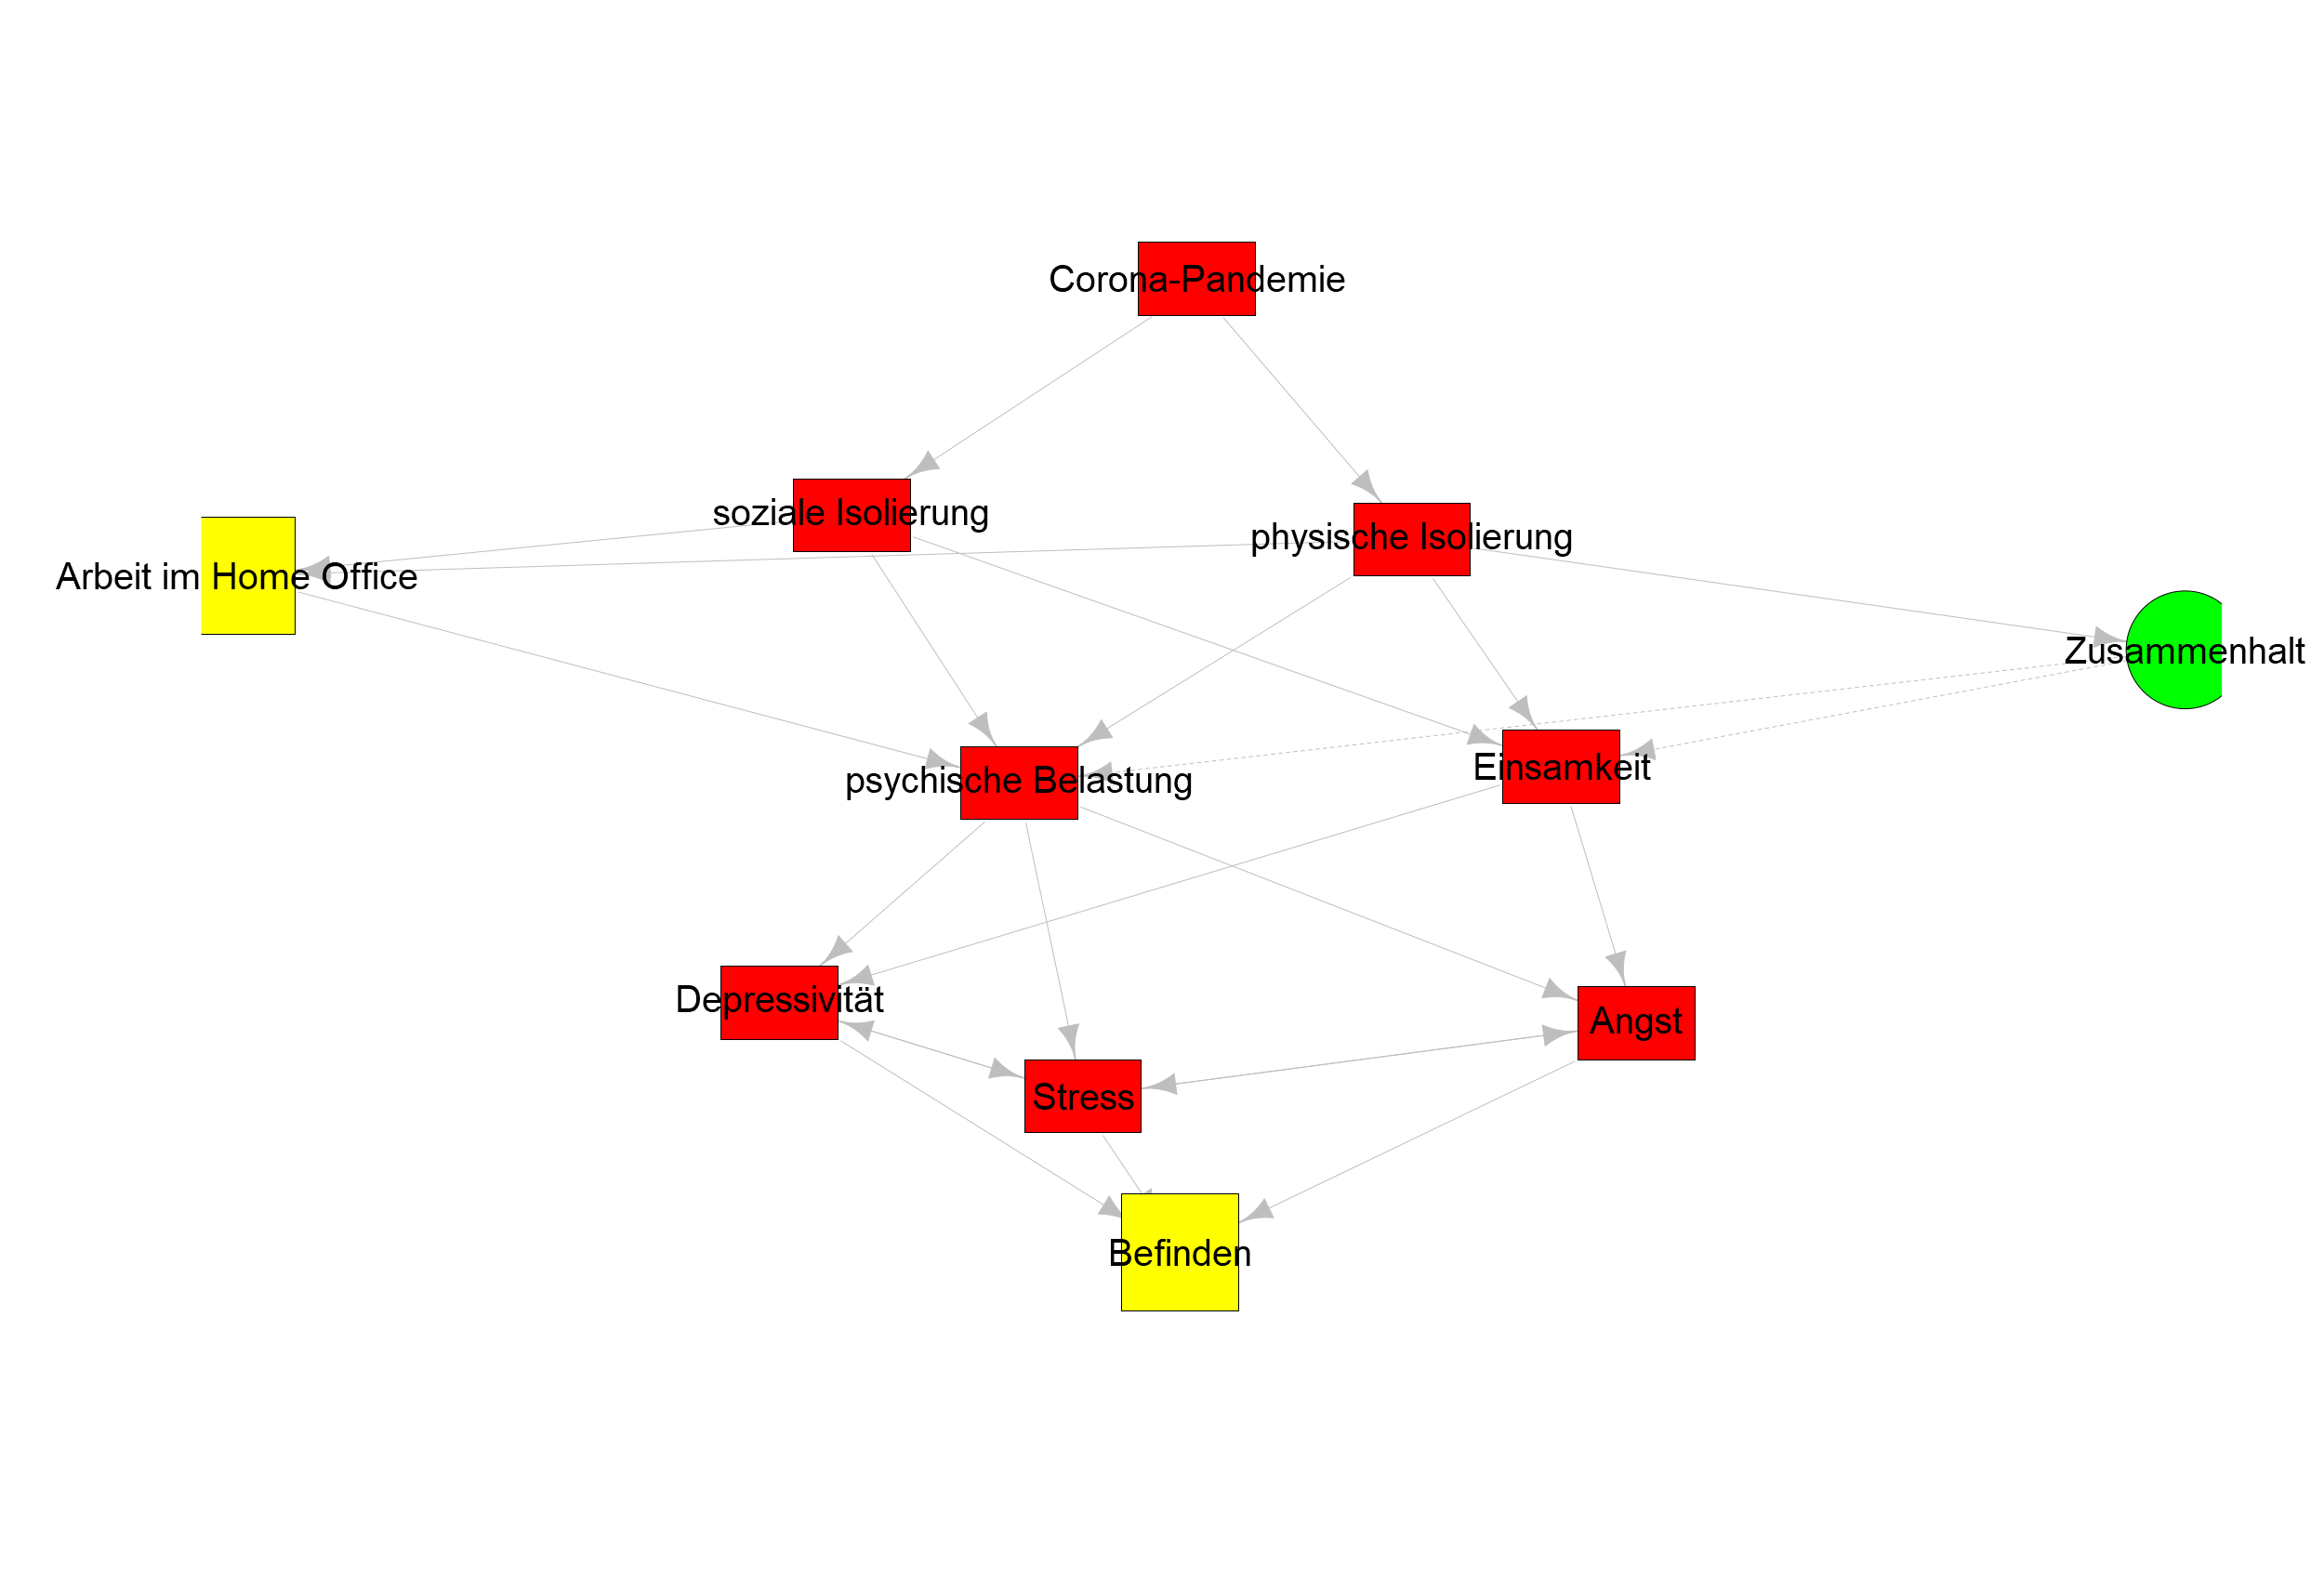 Corona-Pandemie
soziale Isolierung
physische Isolierung
Arbeit im Home Office
Zusammenhalt
psychische Belastung
Einsamkeit
Depressivität
Angst
Stress
Befinden